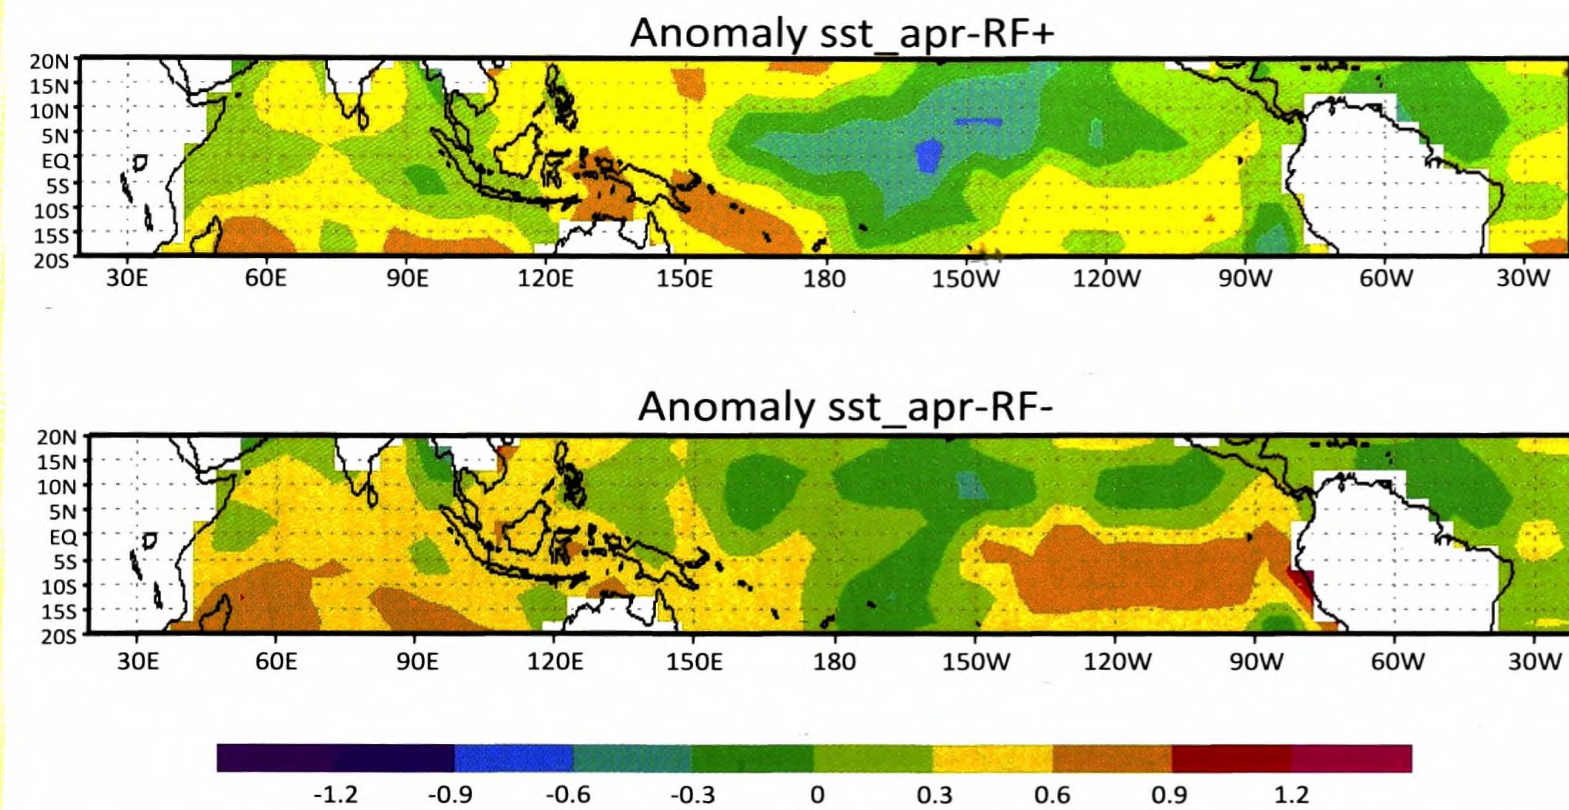 Anomaly sst_apr-RF+
20N
15N
10N
5N
EQ
5S
10S
15S
20S
30E 60E 90E 120E 150E 180 150W 120W 90W 60W 30W
Anomaly sst_apr-RF-
20N
15N
10N
5N
EQ
5S
10S
15S
20S
30E 60E 90E 120E 150E 180 150W 120W 90W 60W 30W
-1.2 -0.9 -0.6 -0.3 0 0.3 0.6 0.9 1.2